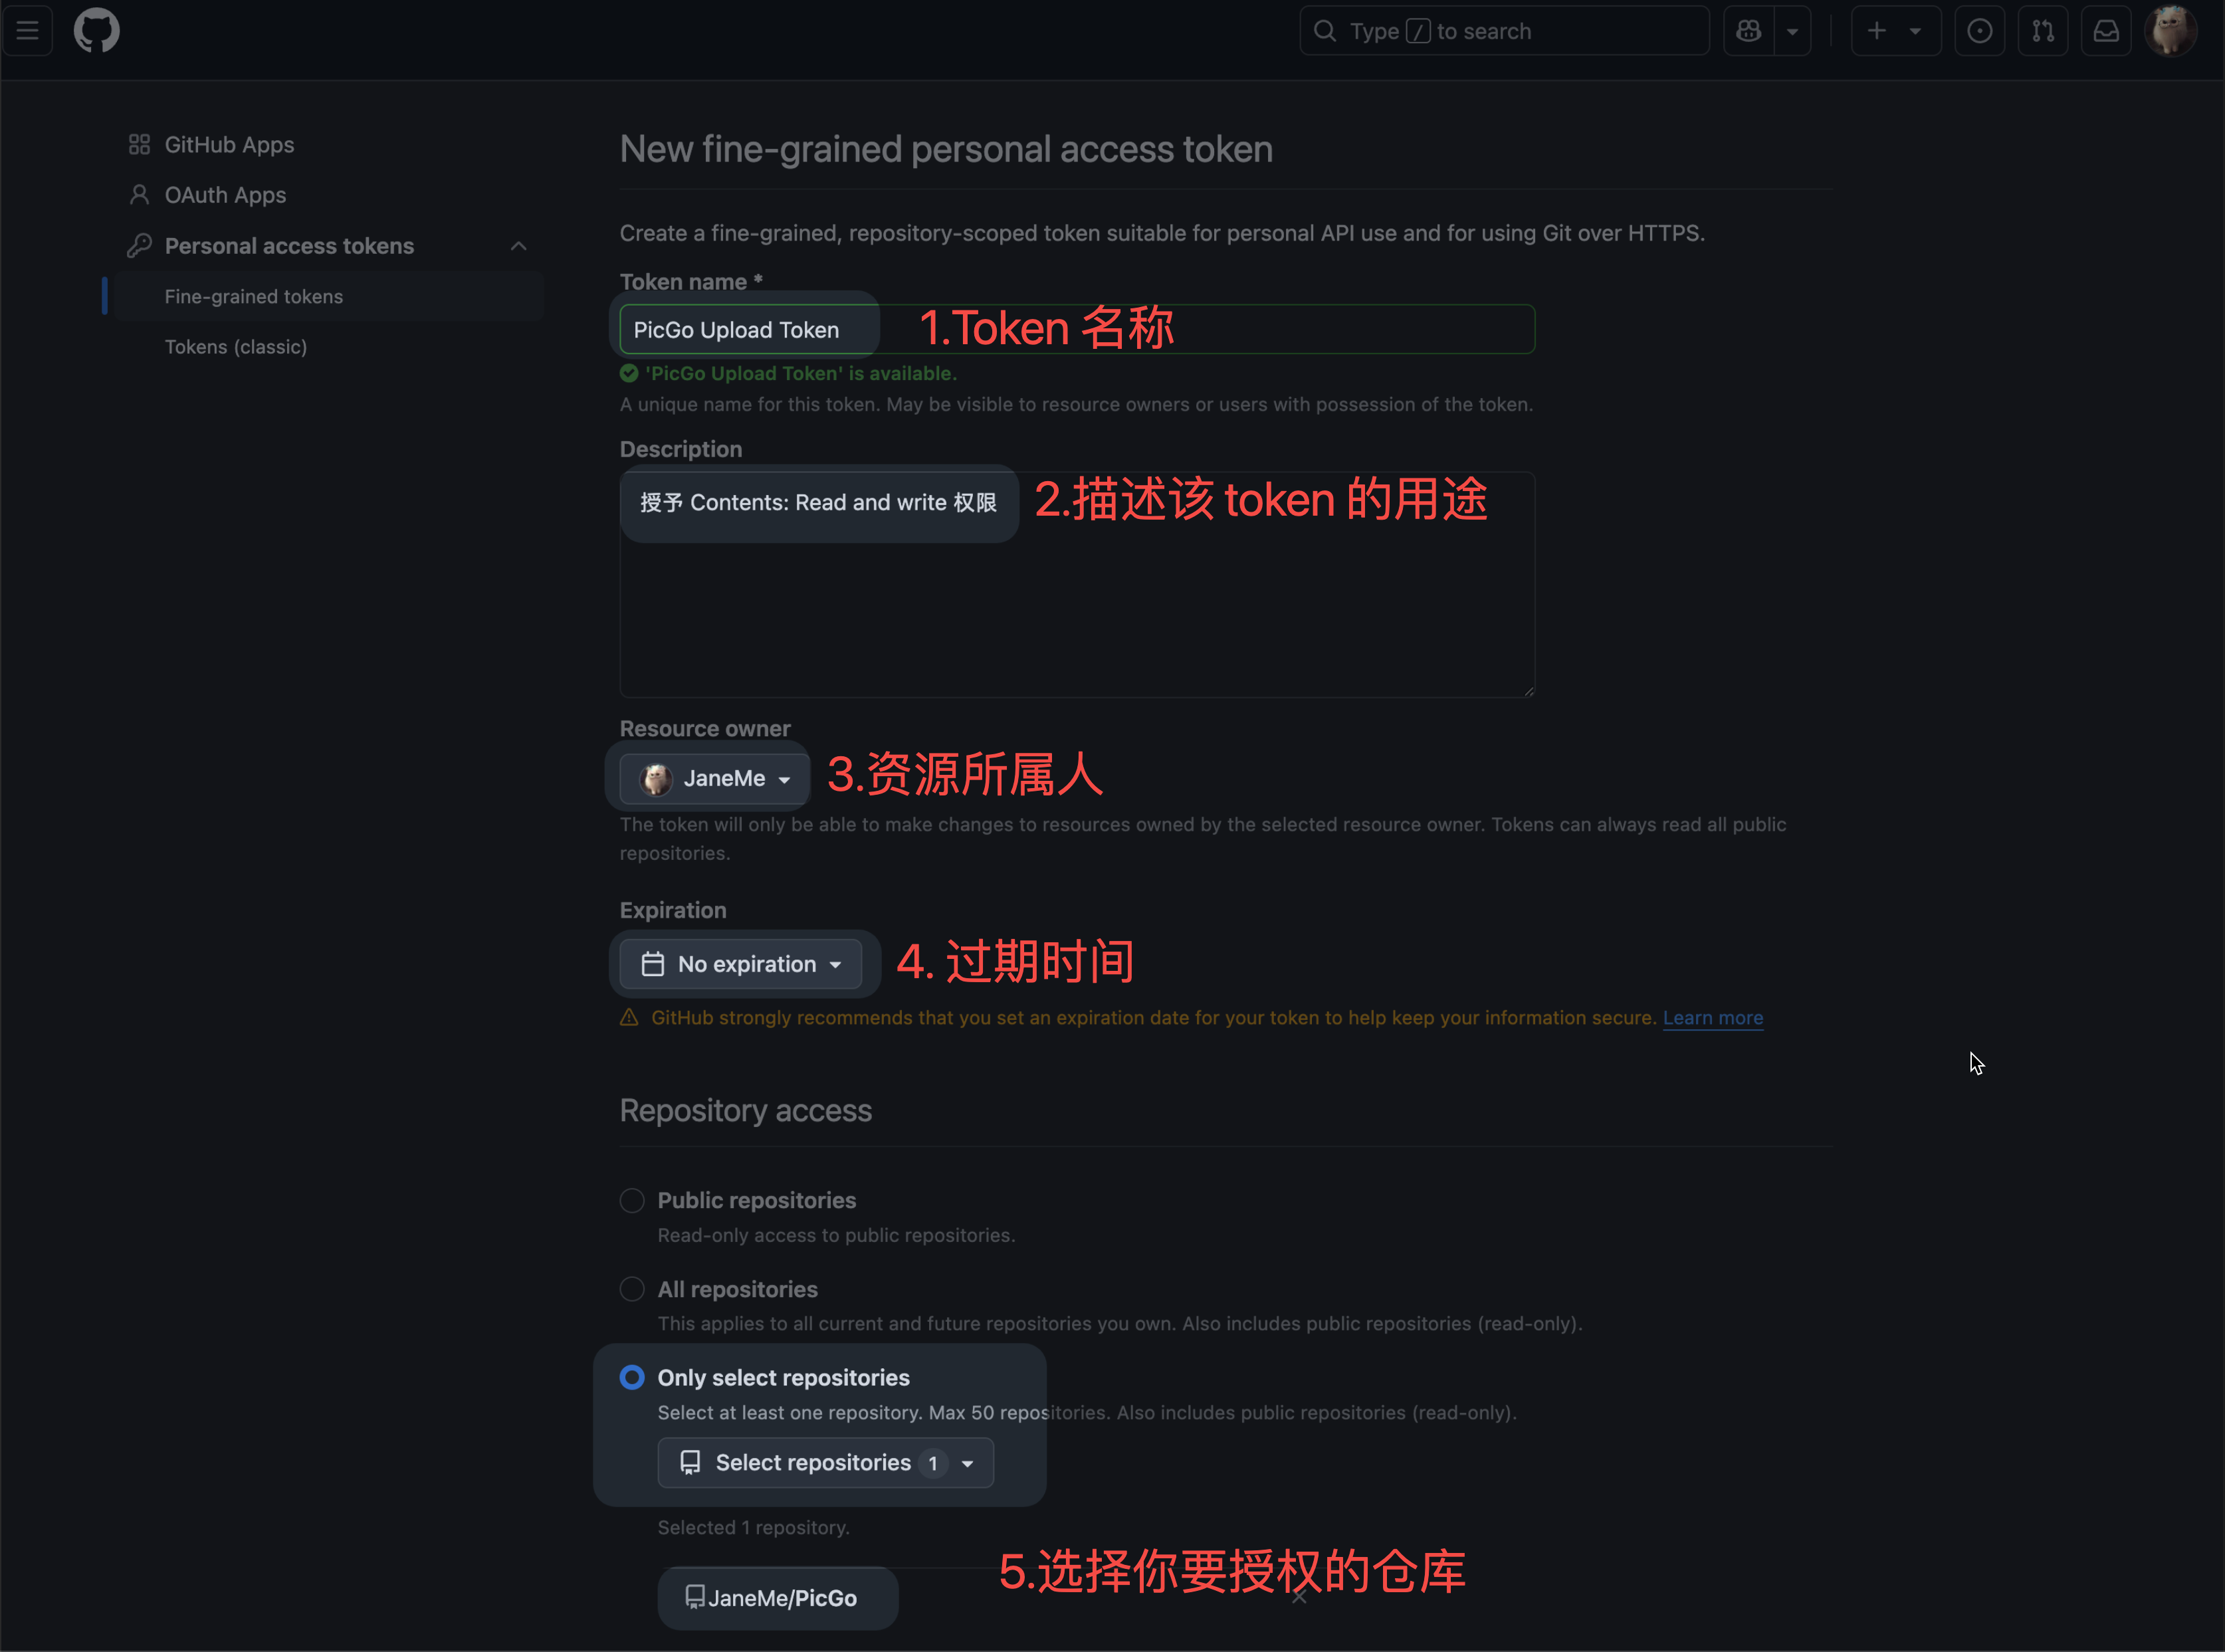 Type / to search
GitHub Apps
OAuth Apps
Personal access tokens
Fine-grained tokens
Tokens (classic)
New fine-grained personal access token
Create a fine-grained, repository-scoped token suitable for personal API use and for using Git over HTTPS.
Token name *
PicGo Upload Token 1.Token 名称
'PicGo Upload Token' is available.
A unique name for this token. May be visible to resource owners or users with possession of the token.
Description
授予 Contents: Read and write 权限 2.描述该 token 的用途
Resource owner
JaneMe 3.资源所属人
The token will only be able to make changes to resources owned by the selected resource owner. Tokens can always read all public
repositories.
Expiration
No expiration 4. 过期时间
GitHub strongly recommends that you set an expiration date for your token to help keep your information secure. Learn more
Repository access
Public repositories
Read-only access to public repositories.
All repositories
This applies to all current and future repositories you own. Also includes public repositories (read-only).
Only select repositories
Select at least one repository. Max 50 repositories. Also includes public repositories (read-only).
Select repositories 1
Selected 1 repository.
5.选择你要授权的仓库
JaneMe/PicGo